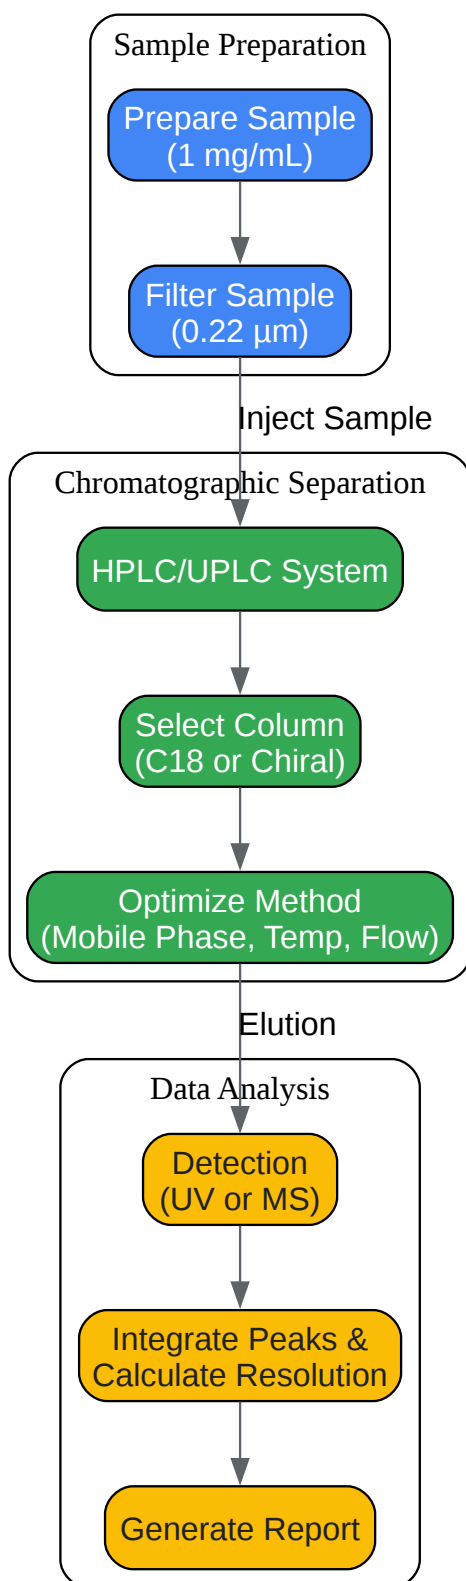 Sample Preparation
Prepare Sample
(1 mg/mL)
Filter Sample
(0.22 µm)
Inject Sample
Chromatographic Separation
HPLC/UPLC System
Select Column
(C18 or Chiral)
Optimize Method
(Mobile Phase, Temp, Flow)
Elution
Data Analysis
Detection
(UV or MS)
Integrate Peaks &
Calculate Resolution
Generate Report